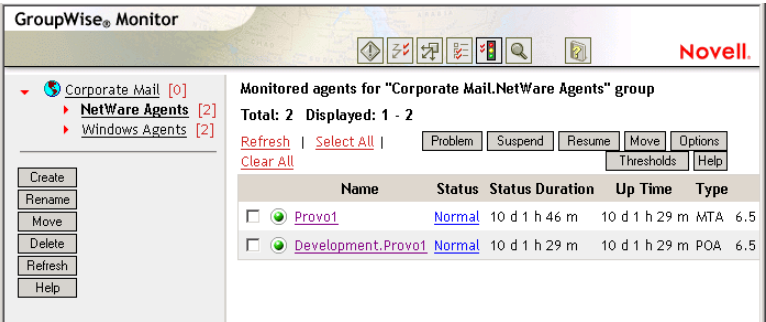 GroupWise® Monitor
Novell.
Corporate Mail [0]
NetWare Agents [2]
Windows Agents [2]
Create
Rename
Move
Delete
Refresh
Help
Monitored agents for "Corporate Mail.NetWare Agents" group
Total: 2 Displayed: 1 - 2
Refresh | Select All |
Clear All
Problem Suspend Resume Move Options
Thresholds Help
Name Status Status Duration Up Time Type
Provo1 Normal 10 d 1 h 46 m 10 d 1 h 29 m MTA 6.5
Development.Provo1 Normal 10 d 1 h 29 m 10 d 1 h 29 m POA 6.5